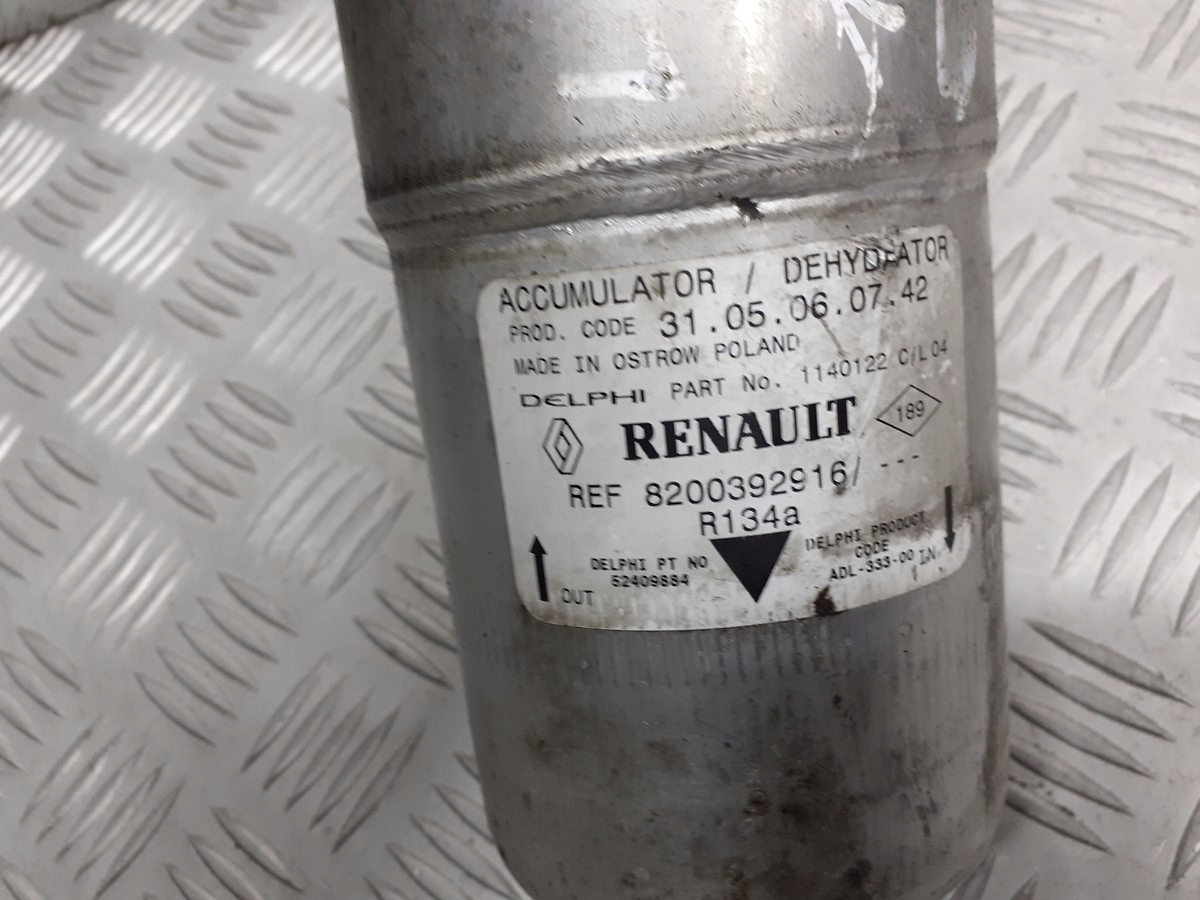 ACCUMULATOR / DEHYDRATOR
PROD. CODE 31.05.06.07.42
MADE IN OSTROW POLAND
DELPHI PART No. 1140122 C/L 04
RENAULT 189
REF 8200392916/ ---
R134a
DELPHI PT NO
52409884
OUT
DELPHI PRODUCT
CODE
ADL-333-00
IN